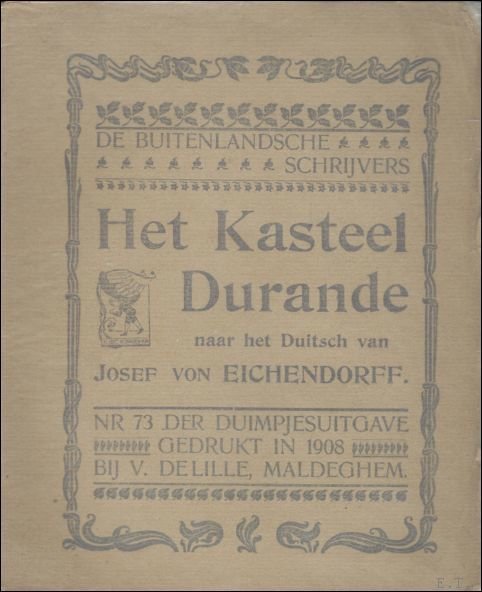 DE BUITENLANDSCHE
SCHRIJVERS
Het Kasteel
Durande
naar het Duitsch van
JOSEF VON EICHENDORFF.
NR 73 DER DUIMPJESUITGAVE
GEDRUKT IN 1908
BIJ V. DELILLE, MALDEGHEM.
E.T.